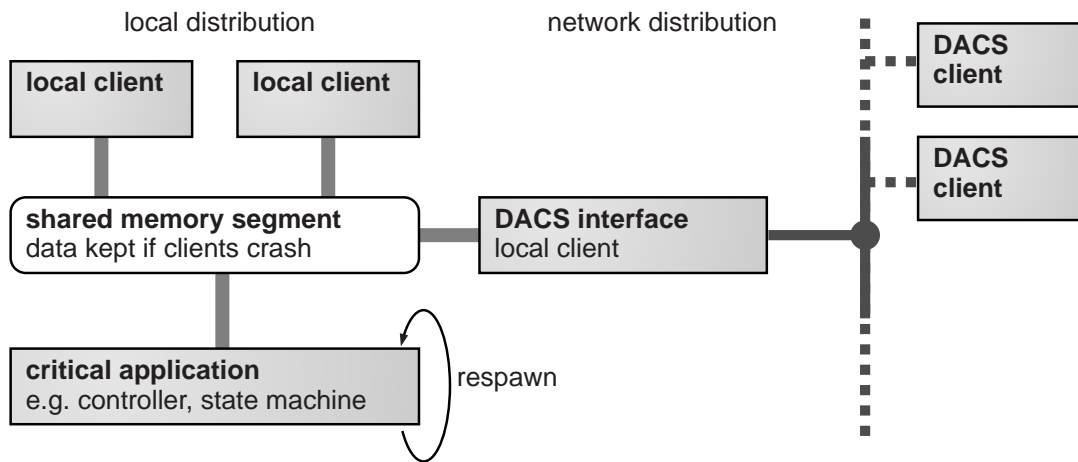 local distribution
network distribution
local client
local client
DACS
client
DACS
client
shared memory segment
data kept if clients crash
DACS interface
local client
critical application
e.g. controller, state machine
respawn